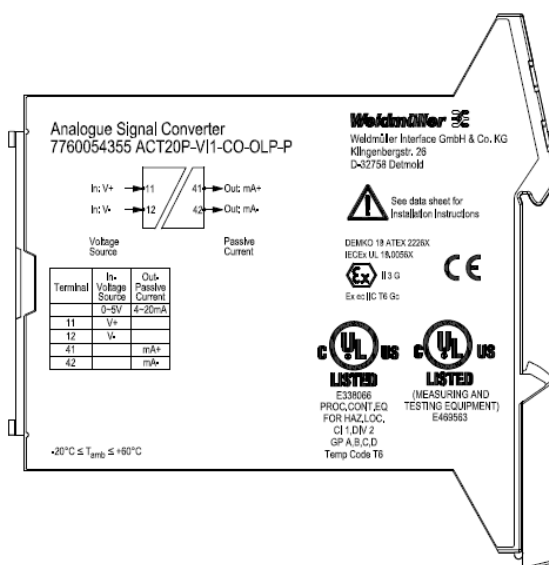 Analogue Signal Converter
7760054355 ACT20P-VI1-CO-OLP-P
In: V+ 11 41 Out: mA+
In: V- 12 42 Out: mA-
Voltage Source
Passive Current
Terminal In- Voltage Source Out- Passive Current
0~5V 4~20mA
11 V+
12 V-
41 mA+
42 mA-
-20°C ≤ Tamb ≤ +60°C
Weidmüller
Weidmüller Interface GmbH & Co. KG
Klingenbergstr. 26
D-32758 Detmold
See data sheet for
Installation Instructions
DEMKO 18 ATEX 2226X
IECEx UL 18.0056X
Ex II 3 G
Ex ec IIC T6 Gc
CE
C UL US
LISTED
E338066
PROC.CONT.EQ
FOR HAZ.LOC.
Cl 1,DIV 2
GP A,B,C,D
Temp Code T6
C UL US
LISTED
(MEASURING AND
TESTING EQUIPMENT)
E469563